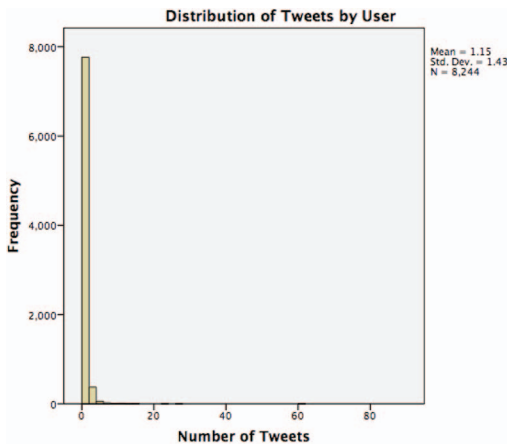 Distribution of Tweets by User
Mean = 1.15
Std. Dev. = 1.43
N = 8,244
8,000
6,000
4,000
2,000
0
Frequency
0 20 40 60 80
Number of Tweets